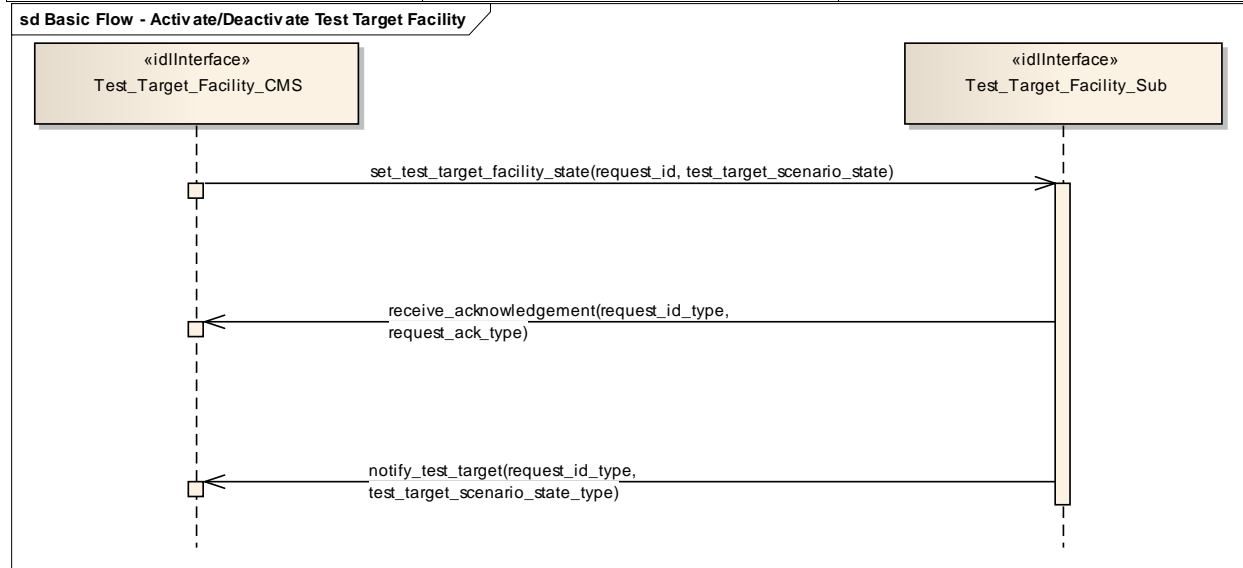 sd Basic Flow - Activate/Deactivate Test Target Facility
«idlInterface»
Test_Target_Facility_CMS
«idlInterface»
Test_Target_Facility_Sub
set_test_target_facility_state(request_id, test_target_scenario_state)
receive_acknowledgement(request_id_type,
request_ack_type)
notify_test_target(request_id_type,
test_target_scenario_state_type)